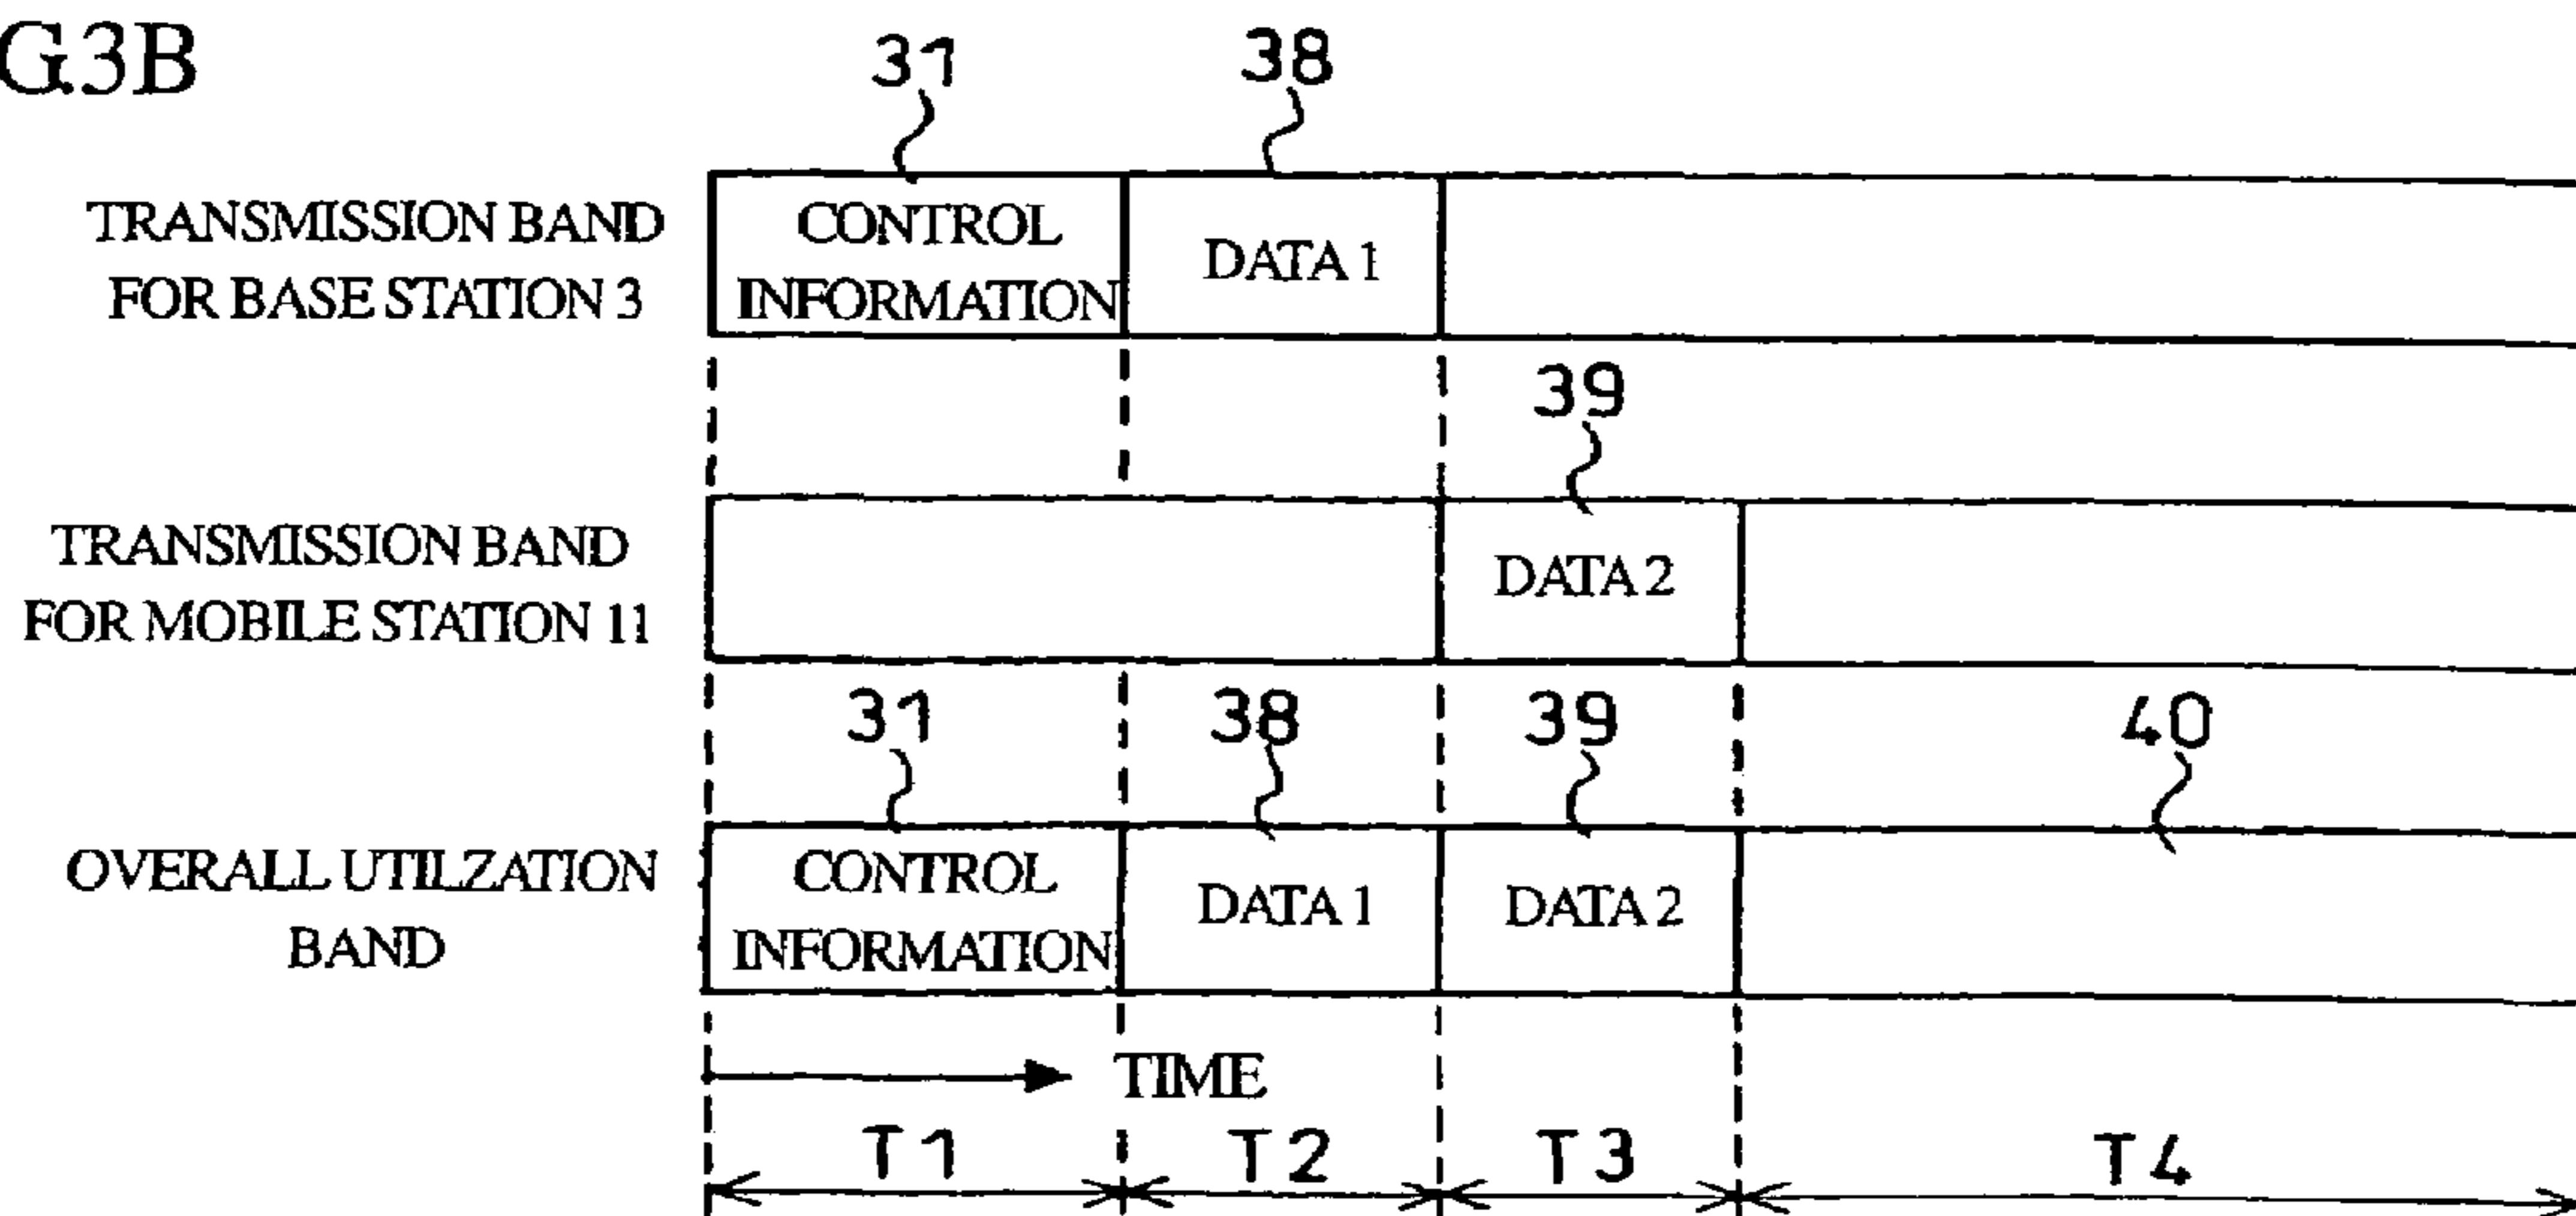 G3B
31
38
TRANSMISSION BAND
FOR BASE STATION 3
CONTROL
INFORMATION
DATA 1
39
TRANSMISSION BAND
FOR MOBILE STATION 11
DATA 2
31
38
39
40
OVERALL UTILZATION
BAND
CONTROL
INFORMATION
DATA 1
DATA 2
TIME
T1
T2
T3
T4